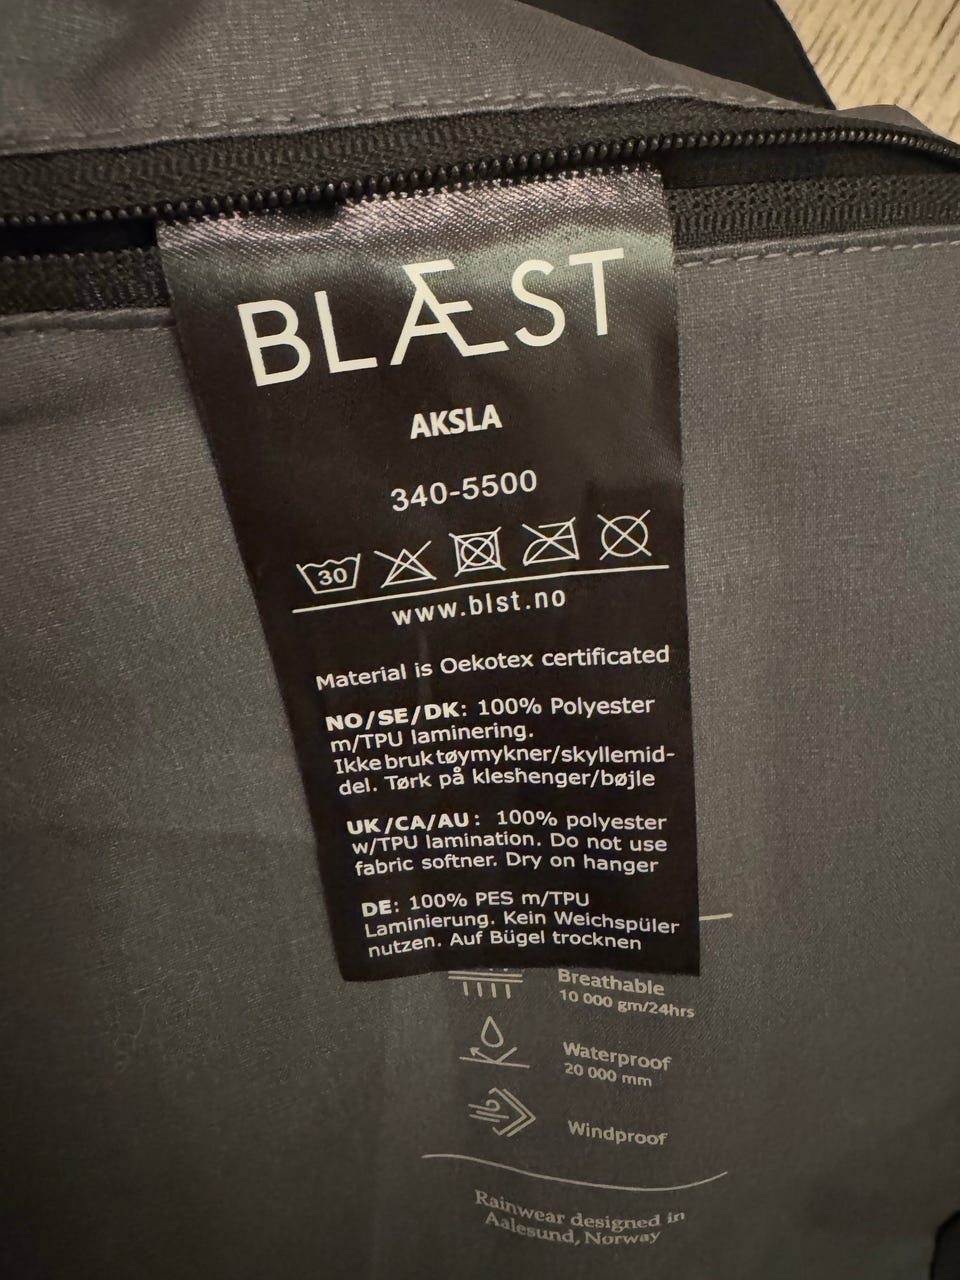 BLÆST
AKSLA
340-5500
30
www.blst.no
Material is Oekotex certificated
NO/SE/DK: 100% Polyester
m/TPU laminering.
Ikke bruk tøymykner/skyllemid-
del. Tørk på kleshenger/bøjle
UK/CA/AU: 100% polyester
w/TPU lamination. Do not use
fabric softner. Dry on hanger
DE: 100% PES m/TPU
Laminierung. Kein Weichspüler
nutzen. Auf Bügel trocknen
Breathable
10 000 gm/24hrs
Waterproof
20 000 mm
Windproof
Rainwear designed in
Aalesund, Norway